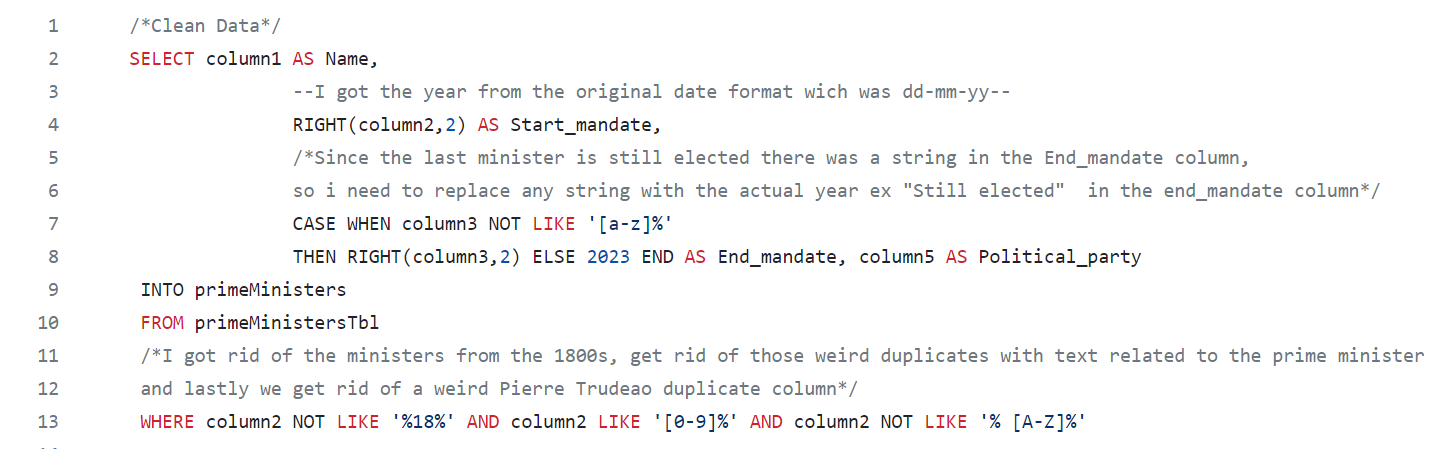 1 /*Clean Data*/
2 SELECT column1 AS Name,
3 --I got the year from the original date format wich was dd-mm-yy--
4 RIGHT(column2,2) AS Start_mandate,
5 /*Since the last minister is still elected there was a string in the End_mandate column,
6 so i need to replace any string with the actual year ex "Still elected"  in the end_mandate column*/
7 CASE WHEN column3 NOT LIKE '[a-z]%'
8 THEN RIGHT(column3,2) ELSE 2023 END AS End_mandate, column5 AS Political_party
9 INTO primeMinisters
10 FROM primeMinistersTbl
11 /*I got rid of the ministers from the 1800s, get rid of those weird duplicates with text related to the prime minister
12 and lastly we get rid of a weird Pierre Trudeao duplicate column*/
13 WHERE column2 NOT LIKE '%18%' AND column2 LIKE '[0-9]%' AND column2 NOT LIKE '% [A-Z]%'